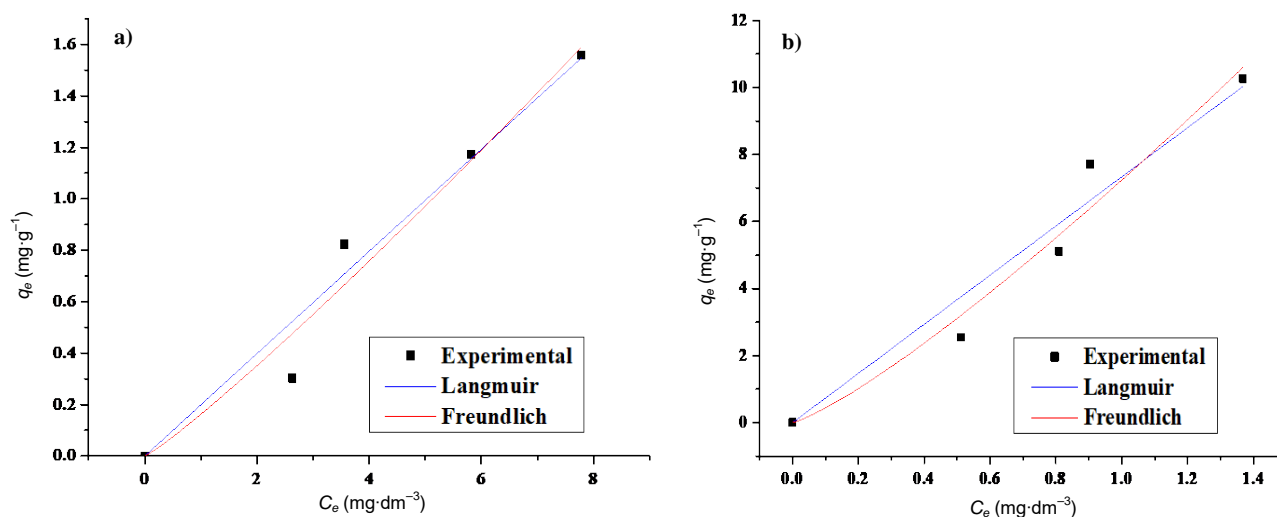 a)
1.6
1.4
1.2
1.0
0.8
0.6
0.4
0.2
0.0
qe (mg·g⁻¹)
Experimental
Langmuir
Freundlich
0 2 4 6 8
Ce (mg·dm⁻³)
b)
12
10
8
6
4
2
0
qe (mg·g⁻¹)
Experimental
Langmuir
Freundlich
0.0 0.2 0.4 0.6 0.8 1.0 1.2 1.4
Ce (mg·dm⁻³)